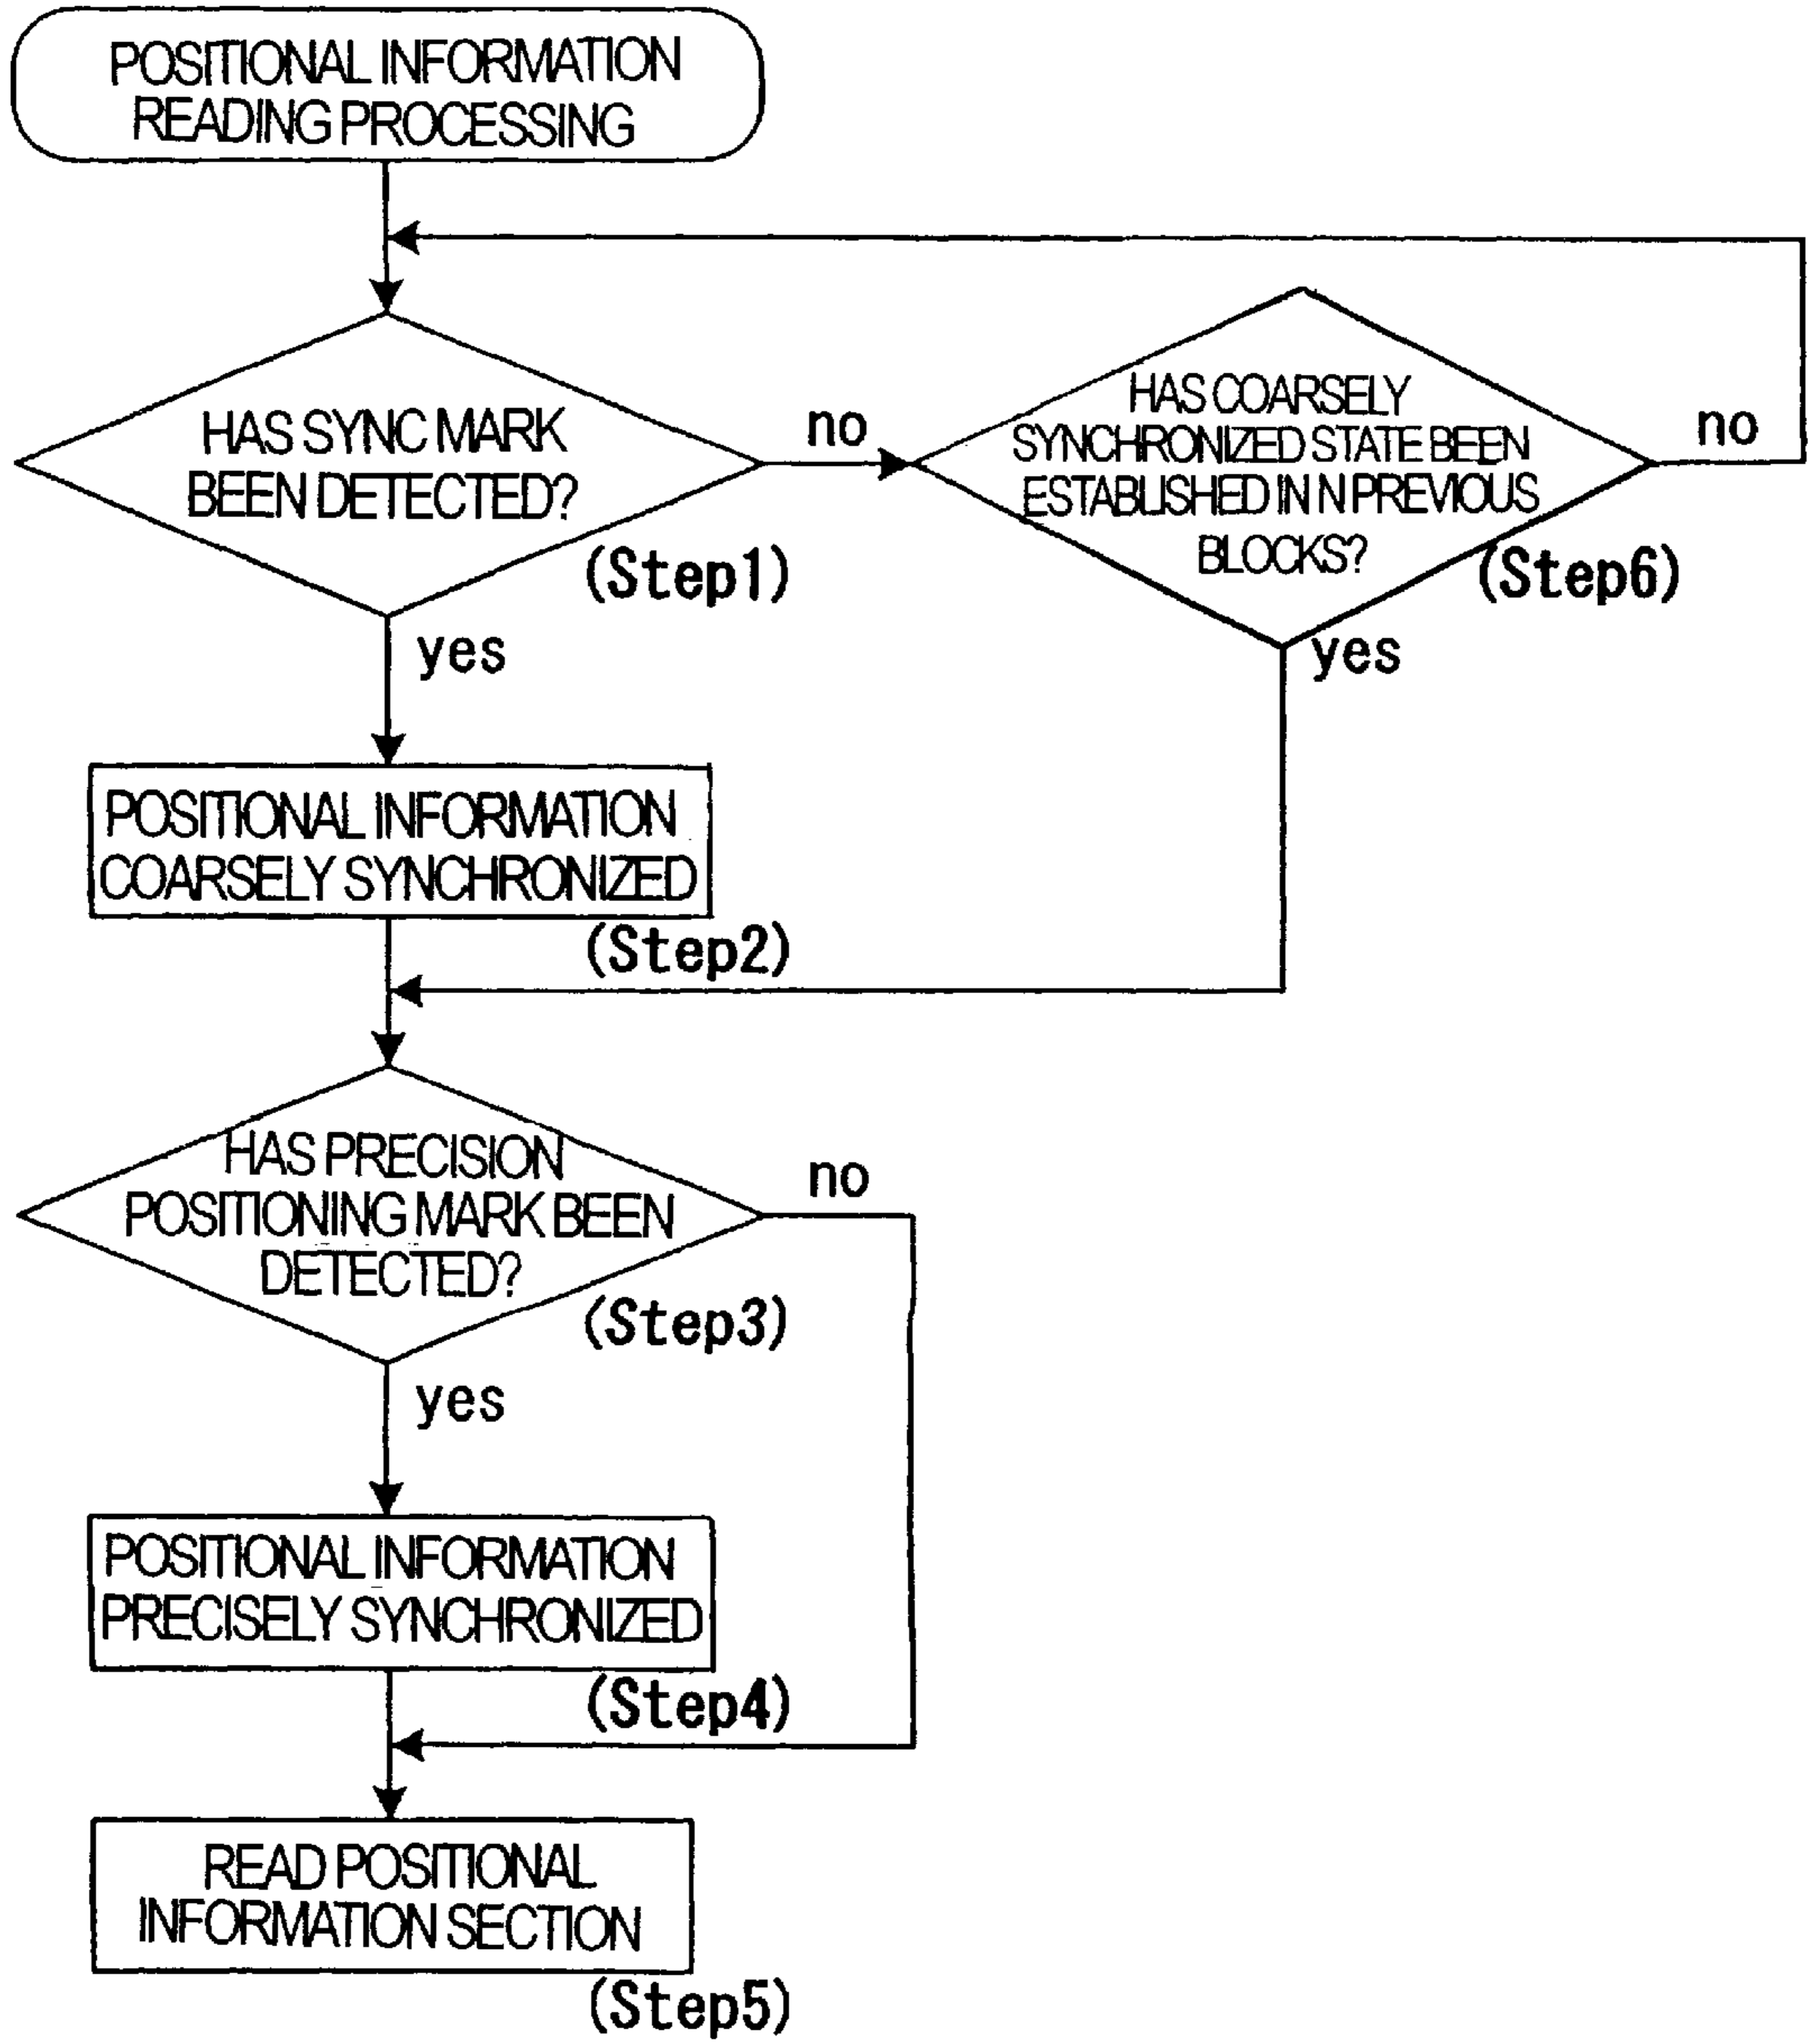 POSITIONAL INFORMATION
READING PROCESSING
HAS SYNC MARK
BEEN DETECTED?
(Step1)
no
HAS COARSELY
SYNCHRONIZED STATE BEEN
ESTABLISHED IN N PREVIOUS
BLOCKS?
(Step6)
no
yes
yes
POSITIONAL INFORMATION
COARSELY SYNCHRONIZED
(Step2)
HAS PRECISION
POSITIONING MARK BEEN
DETECTED?
(Step3)
no
yes
POSITIONAL INFORMATION
PRECISELY SYNCHRONIZED
(Step4)
READ POSITIONAL
INFORMATION SECTION
(Step5)